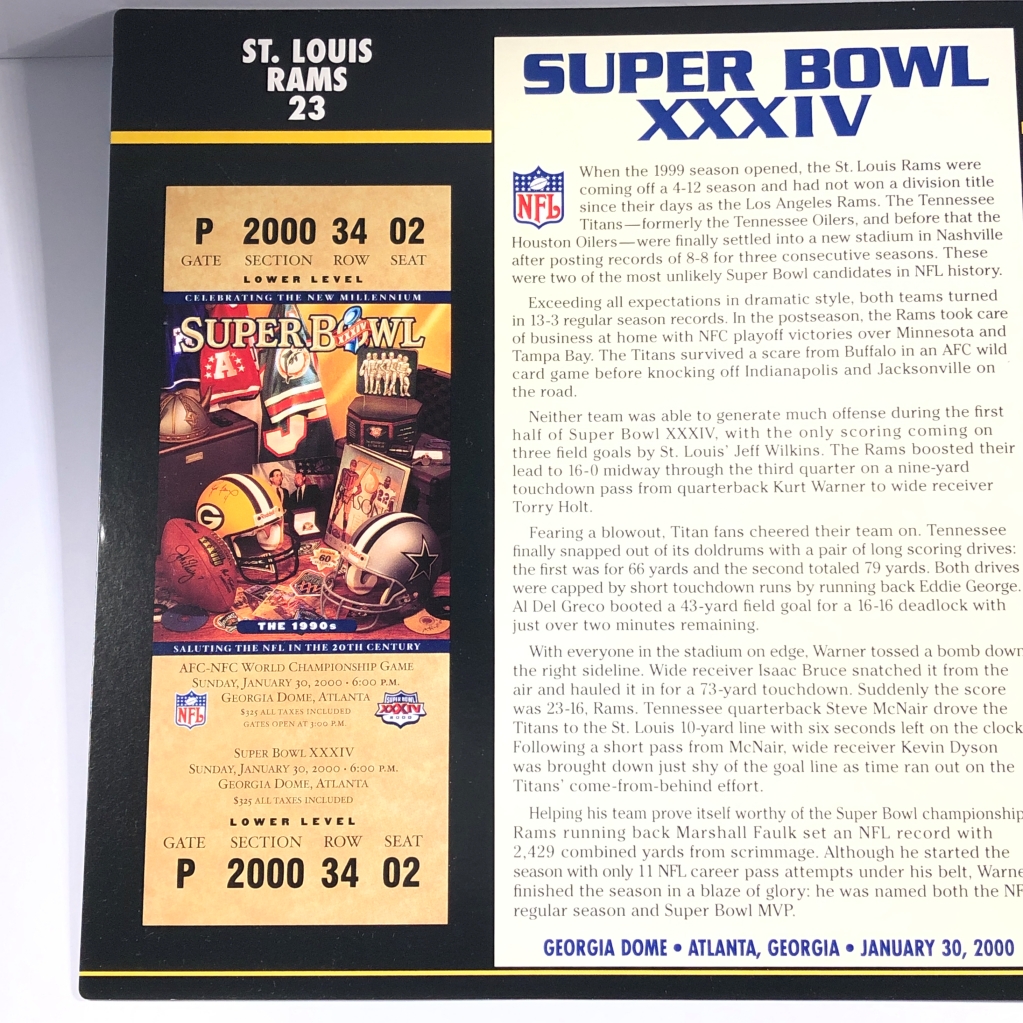 ST. LOUIS
RAMS
23
P 2000 34 02
GATE SECTION ROW SEAT
LOWER LEVEL
CELEBRATING THE NEW MILLENNIUM
SUPER BOWL
XXXIV
A
G
75
SEASON
60
THE 1990s
SALUTING THE NFL IN THE 20TH CENTURY
AFC-NFC WORLD CHAMPIONSHIP GAME
SUNDAY, JANUARY 30, 2000 • 6:00 P.M.
GEORGIA DOME, ATLANTA
$325 ALL TAXES INCLUDED
GATES OPEN AT 3:00 P.M.
NFL
XXXIV
SUPER BOWL XXXIV
SUNDAY, JANUARY 30, 2000 • 6:00 P.M.
GEORGIA DOME, ATLANTA
$325 ALL TAXES INCLUDED
LOWER LEVEL
GATE SECTION ROW SEAT
P 2000 34 02
SUPER BOWL
XXXIV
NFL
When the 1999 season opened, the St. Louis Rams were
coming off a 4-12 season and had not won a division title
since their days as the Los Angeles Rams. The Tennessee
Titans—formerly the Tennessee Oilers, and before that the
Houston Oilers—were finally settled into a new stadium in Nashville
after posting records of 8-8 for three consecutive seasons. These
were two of the most unlikely Super Bowl candidates in NFL history.
Exceeding all expectations in dramatic style, both teams turned
in 13-3 regular season records. In the postseason, the Rams took care
of business at home with NFC playoff victories over Minnesota and
Tampa Bay. The Titans survived a scare from Buffalo in an AFC wild
card game before knocking off Indianapolis and Jacksonville on
the road.
Neither team was able to generate much offense during the first
half of Super Bowl XXXIV, with the only scoring coming on
three field goals by St. Louis' Jeff Wilkins. The Rams boosted their
lead to 16-0 midway through the third quarter on a nine-yard
touchdown pass from quarterback Kurt Warner to wide receiver
Torry Holt.
Fearing a blowout, Titan fans cheered their team on. Tennessee
finally snapped out of its doldrums with a pair of long scoring drives:
the first was for 66 yards and the second totaled 79 yards. Both drives
were capped by short touchdown runs by running back Eddie George.
Al Del Greco booted a 43-yard field goal for a 16-16 deadlock with
just over two minutes remaining.
With everyone in the stadium on edge, Warner tossed a bomb down
the right sideline. Wide receiver Isaac Bruce snatched it from the
air and hauled it in for a 73-yard touchdown. Suddenly the score
was 23-16, Rams. Tennessee quarterback Steve McNair drove the
Titans to the St. Louis 10-yard line with six seconds left on the clock
Following a short pass from McNair, wide receiver Kevin Dyson
was brought down just shy of the goal line as time ran out on the
Titans' come-from-behind effort.
Helping his team prove itself worthy of the Super Bowl championship
Rams running back Marshall Faulk set an NFL record with
2,429 combined yards from scrimmage. Although he started the
season with only 11 NFL career pass attempts under his belt, Warne
finished the season in a blaze of glory: he was named both the NF
regular season and Super Bowl MVP.
GEORGIA DOME • ATLANTA, GEORGIA • JANUARY 30, 2000